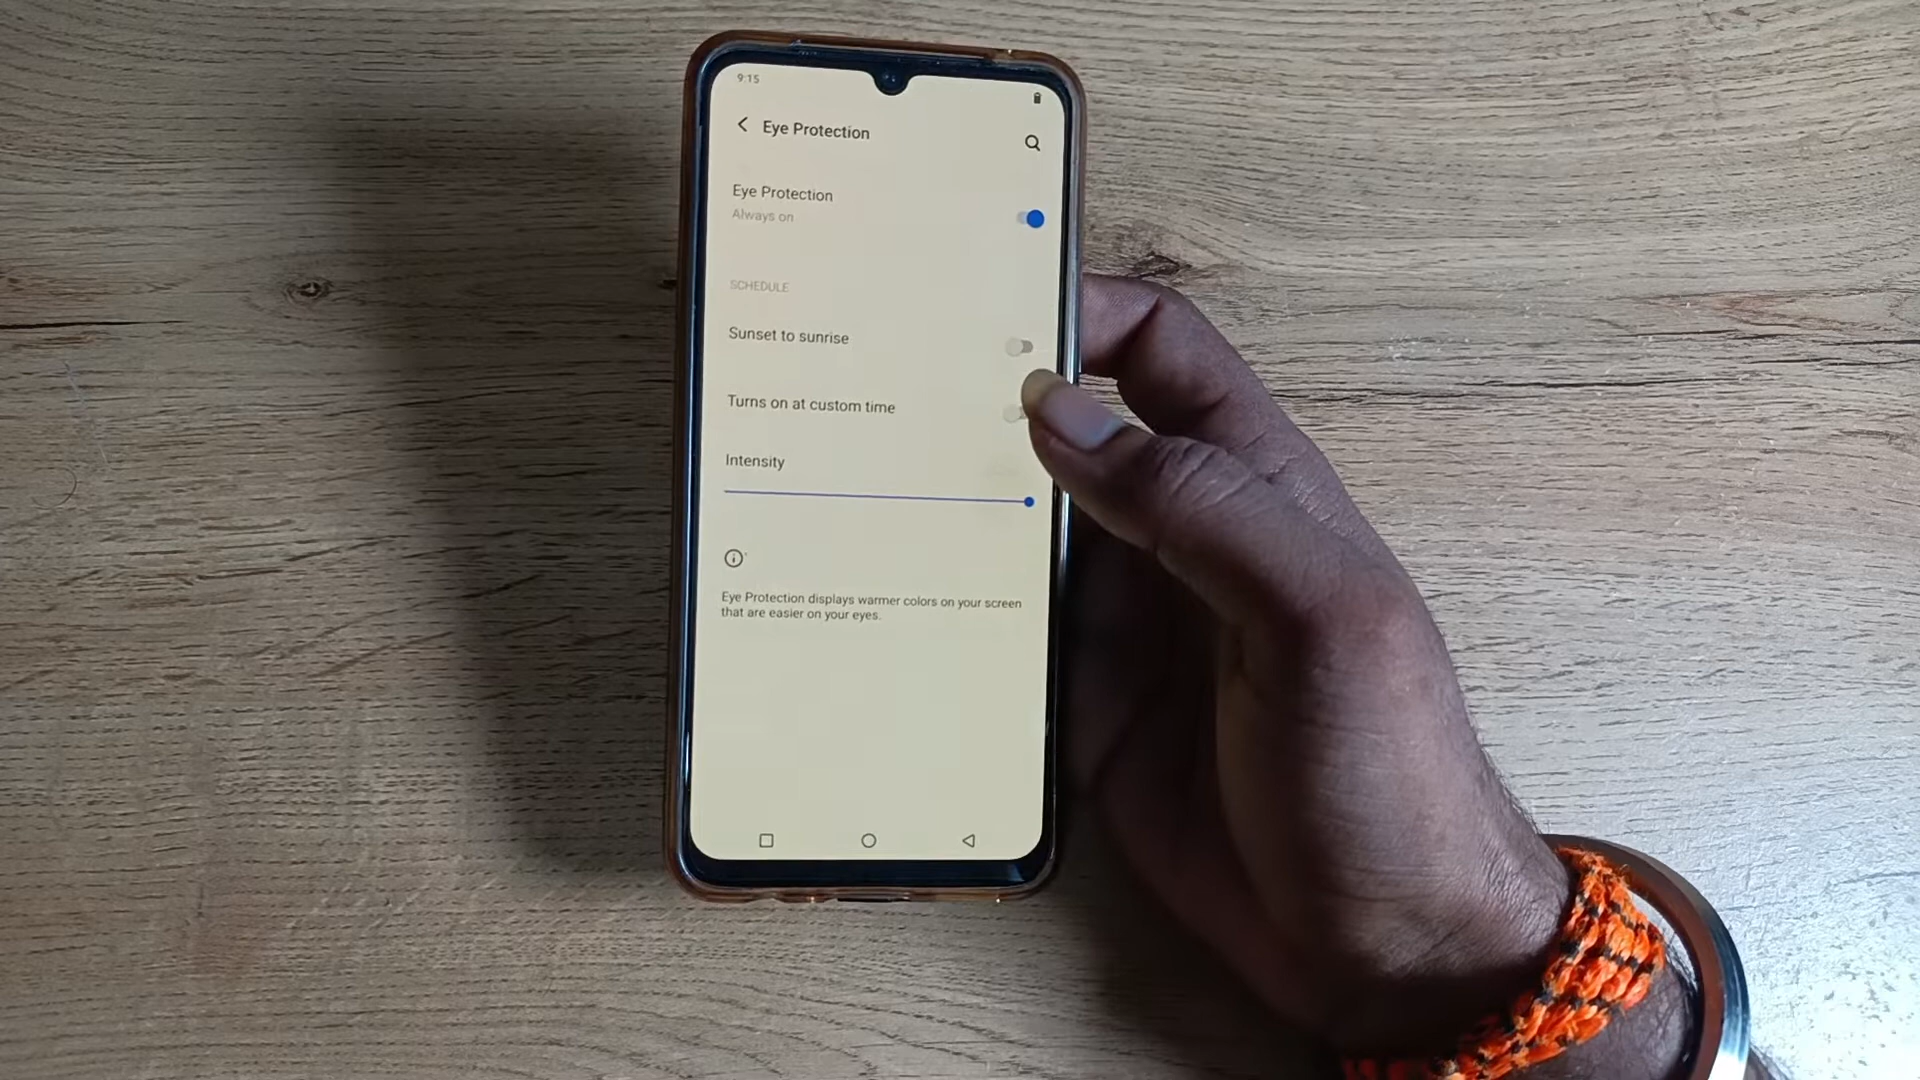 9:15
Eye Protection
Eye Protection
Always on
SCHEDULE
Sunset to sunrise
Turns on at custom time
Intensity
Eye Protection displays warmer colors on your screen
that are easier on your eyes.